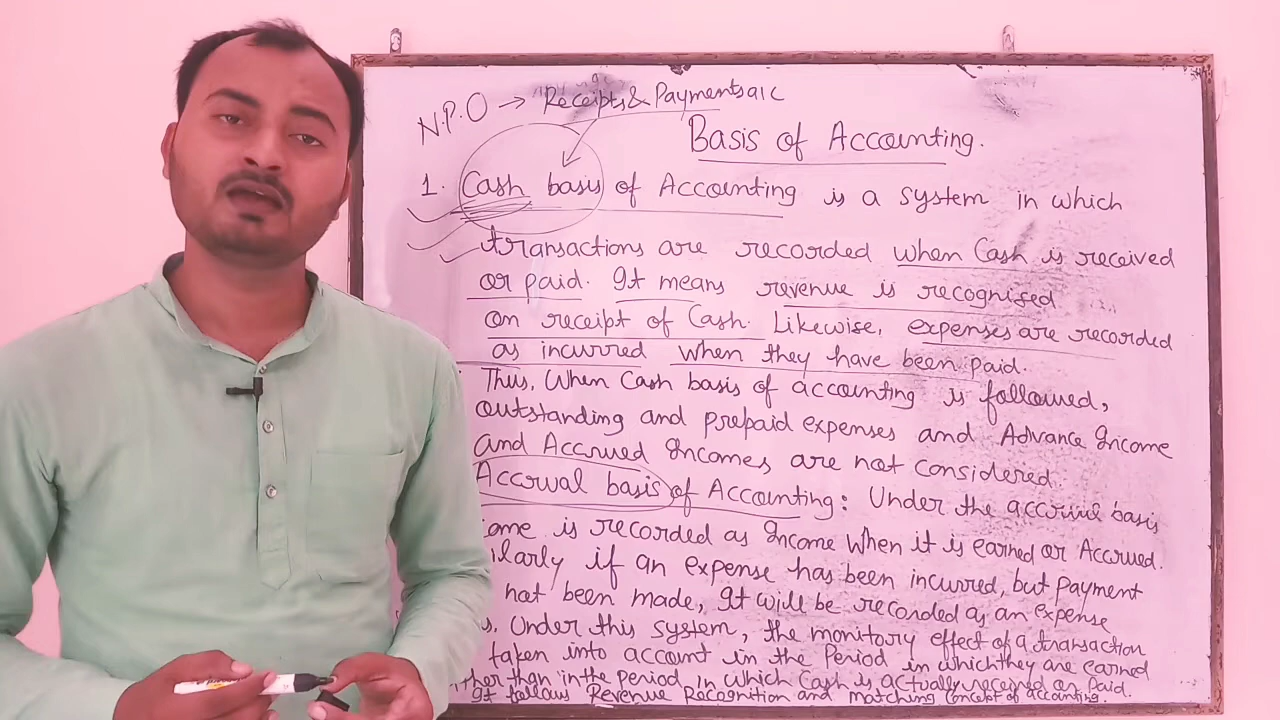 N.P.O → Receipts & Payments a/c
Basis of Accounting.
1. Cash basis of Accounting is a system in which
transactions are recorded when Cash is received
or paid. It means revenue is recognised
on receipt of Cash. Likewise, expenses are recorded
as incurred when they have been paid.
Thus, When Cash basis of accounting is followed,
outstanding and prepaid expenses and Advance Income
and Accrued Incomes are not considered.
Accrual basis of Accounting: Under the accrual basis
ome is recorded as Income When it is earned or Accrued.
ilarly if an expense has been incurred, but payment
not been made, It will be recorded as an expense
s. Under this system, the monitory effect of a transaction
taken into account in the Period in which they are earned
ther than in the period in which Cash is actually received or Paid.
It follows Revenue Recognition and Matching Concept of accounting.